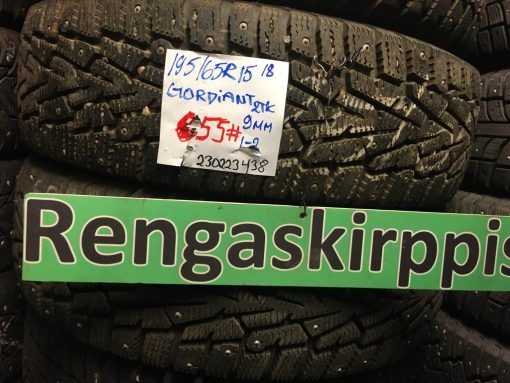 195/65R15 18
GORDIANT 2TK
€55# 9MM
1-2
230223438
Rengaskirppis